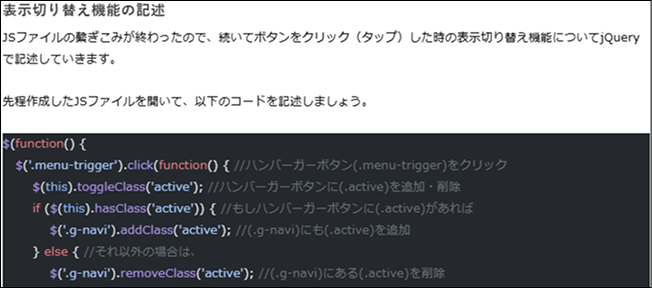 表示切り替え機能の記述
JSファイルの繋ぎこみが終わったので、続いてボタンをクリック（タップ）した時の表示切り替え機能についてjQuery
で記述していきます。
先程作成したJSファイルを開いて、以下のコードを記述しましょう。
$(function() {
$('.menu-trigger').click(function() { //ハンバーガーボタン(.menu-trigger)をクリック
$(this).toggleClass('active'); //ハンバーガーボタンに(.active)を追加・削除
if ($(this).hasClass('active')) { //もしハンバーガーボタンに(.active)があれば
$('.g-navi').addClass('active'); //(.g-navi)にも(.active)を追加
} else { //それ以外の場合は、
$('.g-navi').removeClass('active'); //(.g-navi)にある(.active)を削除